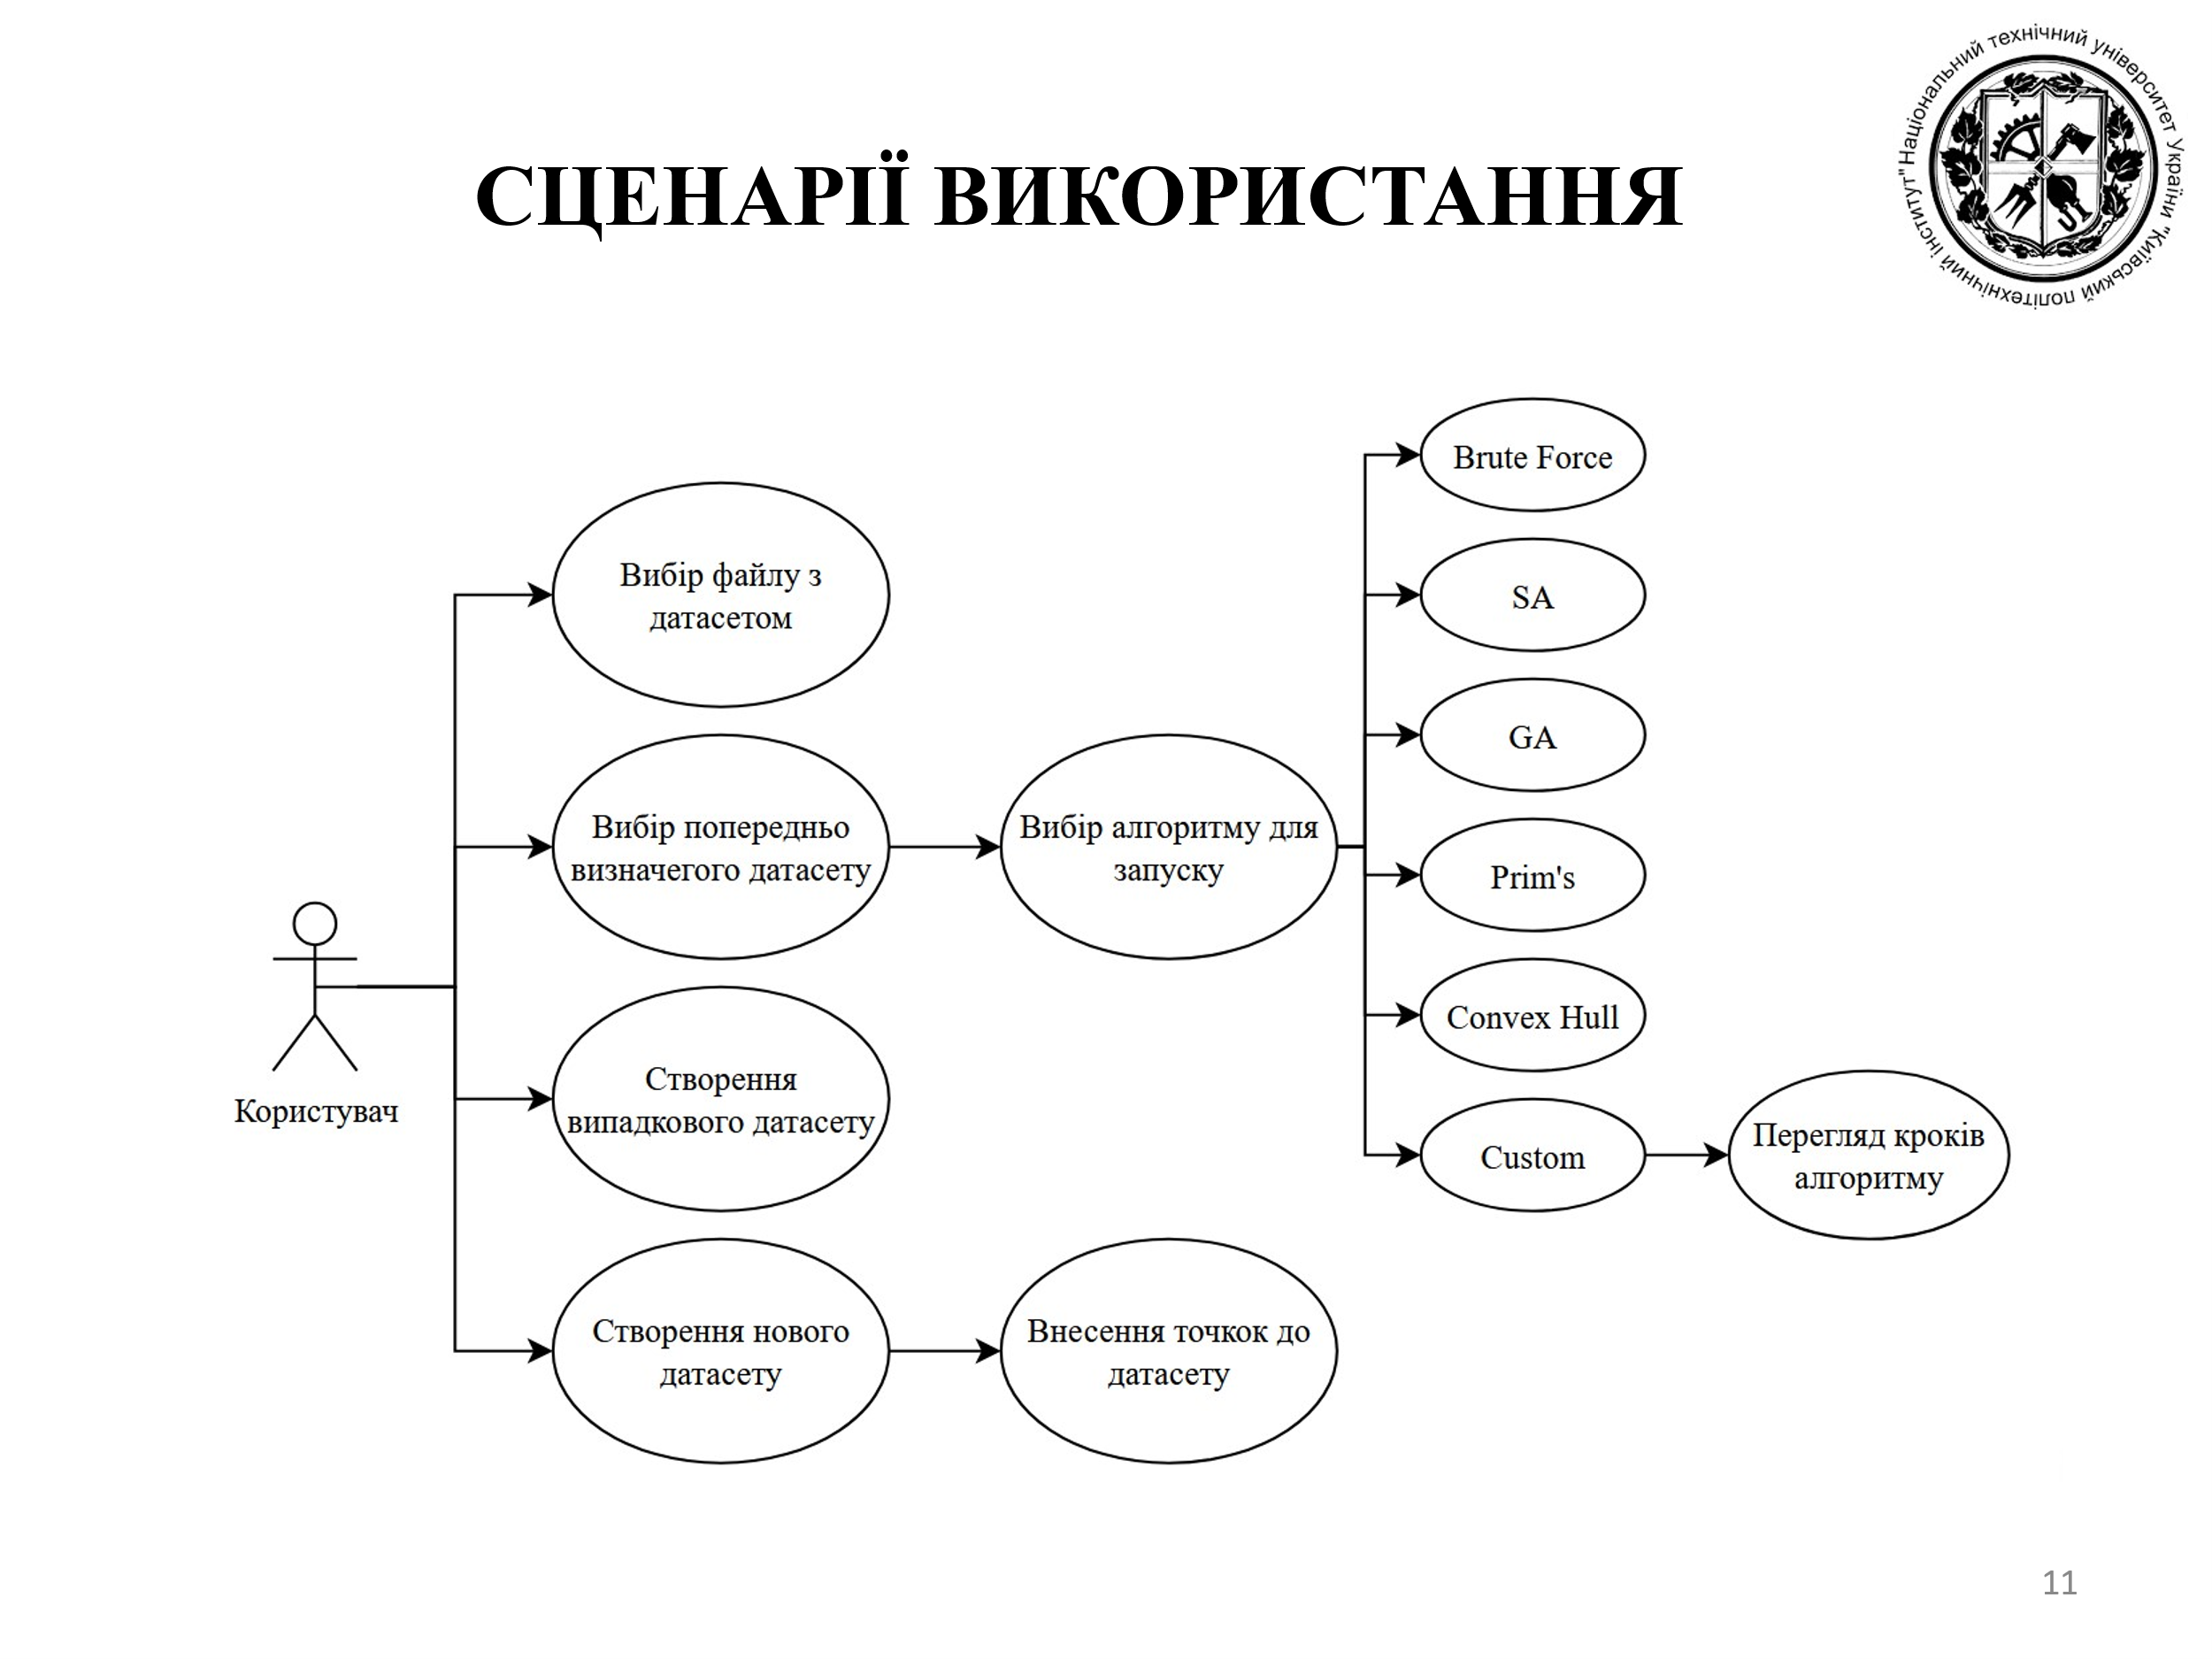 Національний технічний університет України "Київський політехнічний інститут"
СЦЕНАРІЇ ВИКОРИСТАННЯ
Користувач
Вибір файлу з
датасетом
Вибір попередньо
визначегого датасету
Створення
випадкового датасету
Створення нового
датасету
Вибір алгоритму для
запуску
Внесення точкок до
датасету
Brute Force
SA
GA
Prim's
Convex Hull
Custom
Перегляд кроків
алгоритму
11